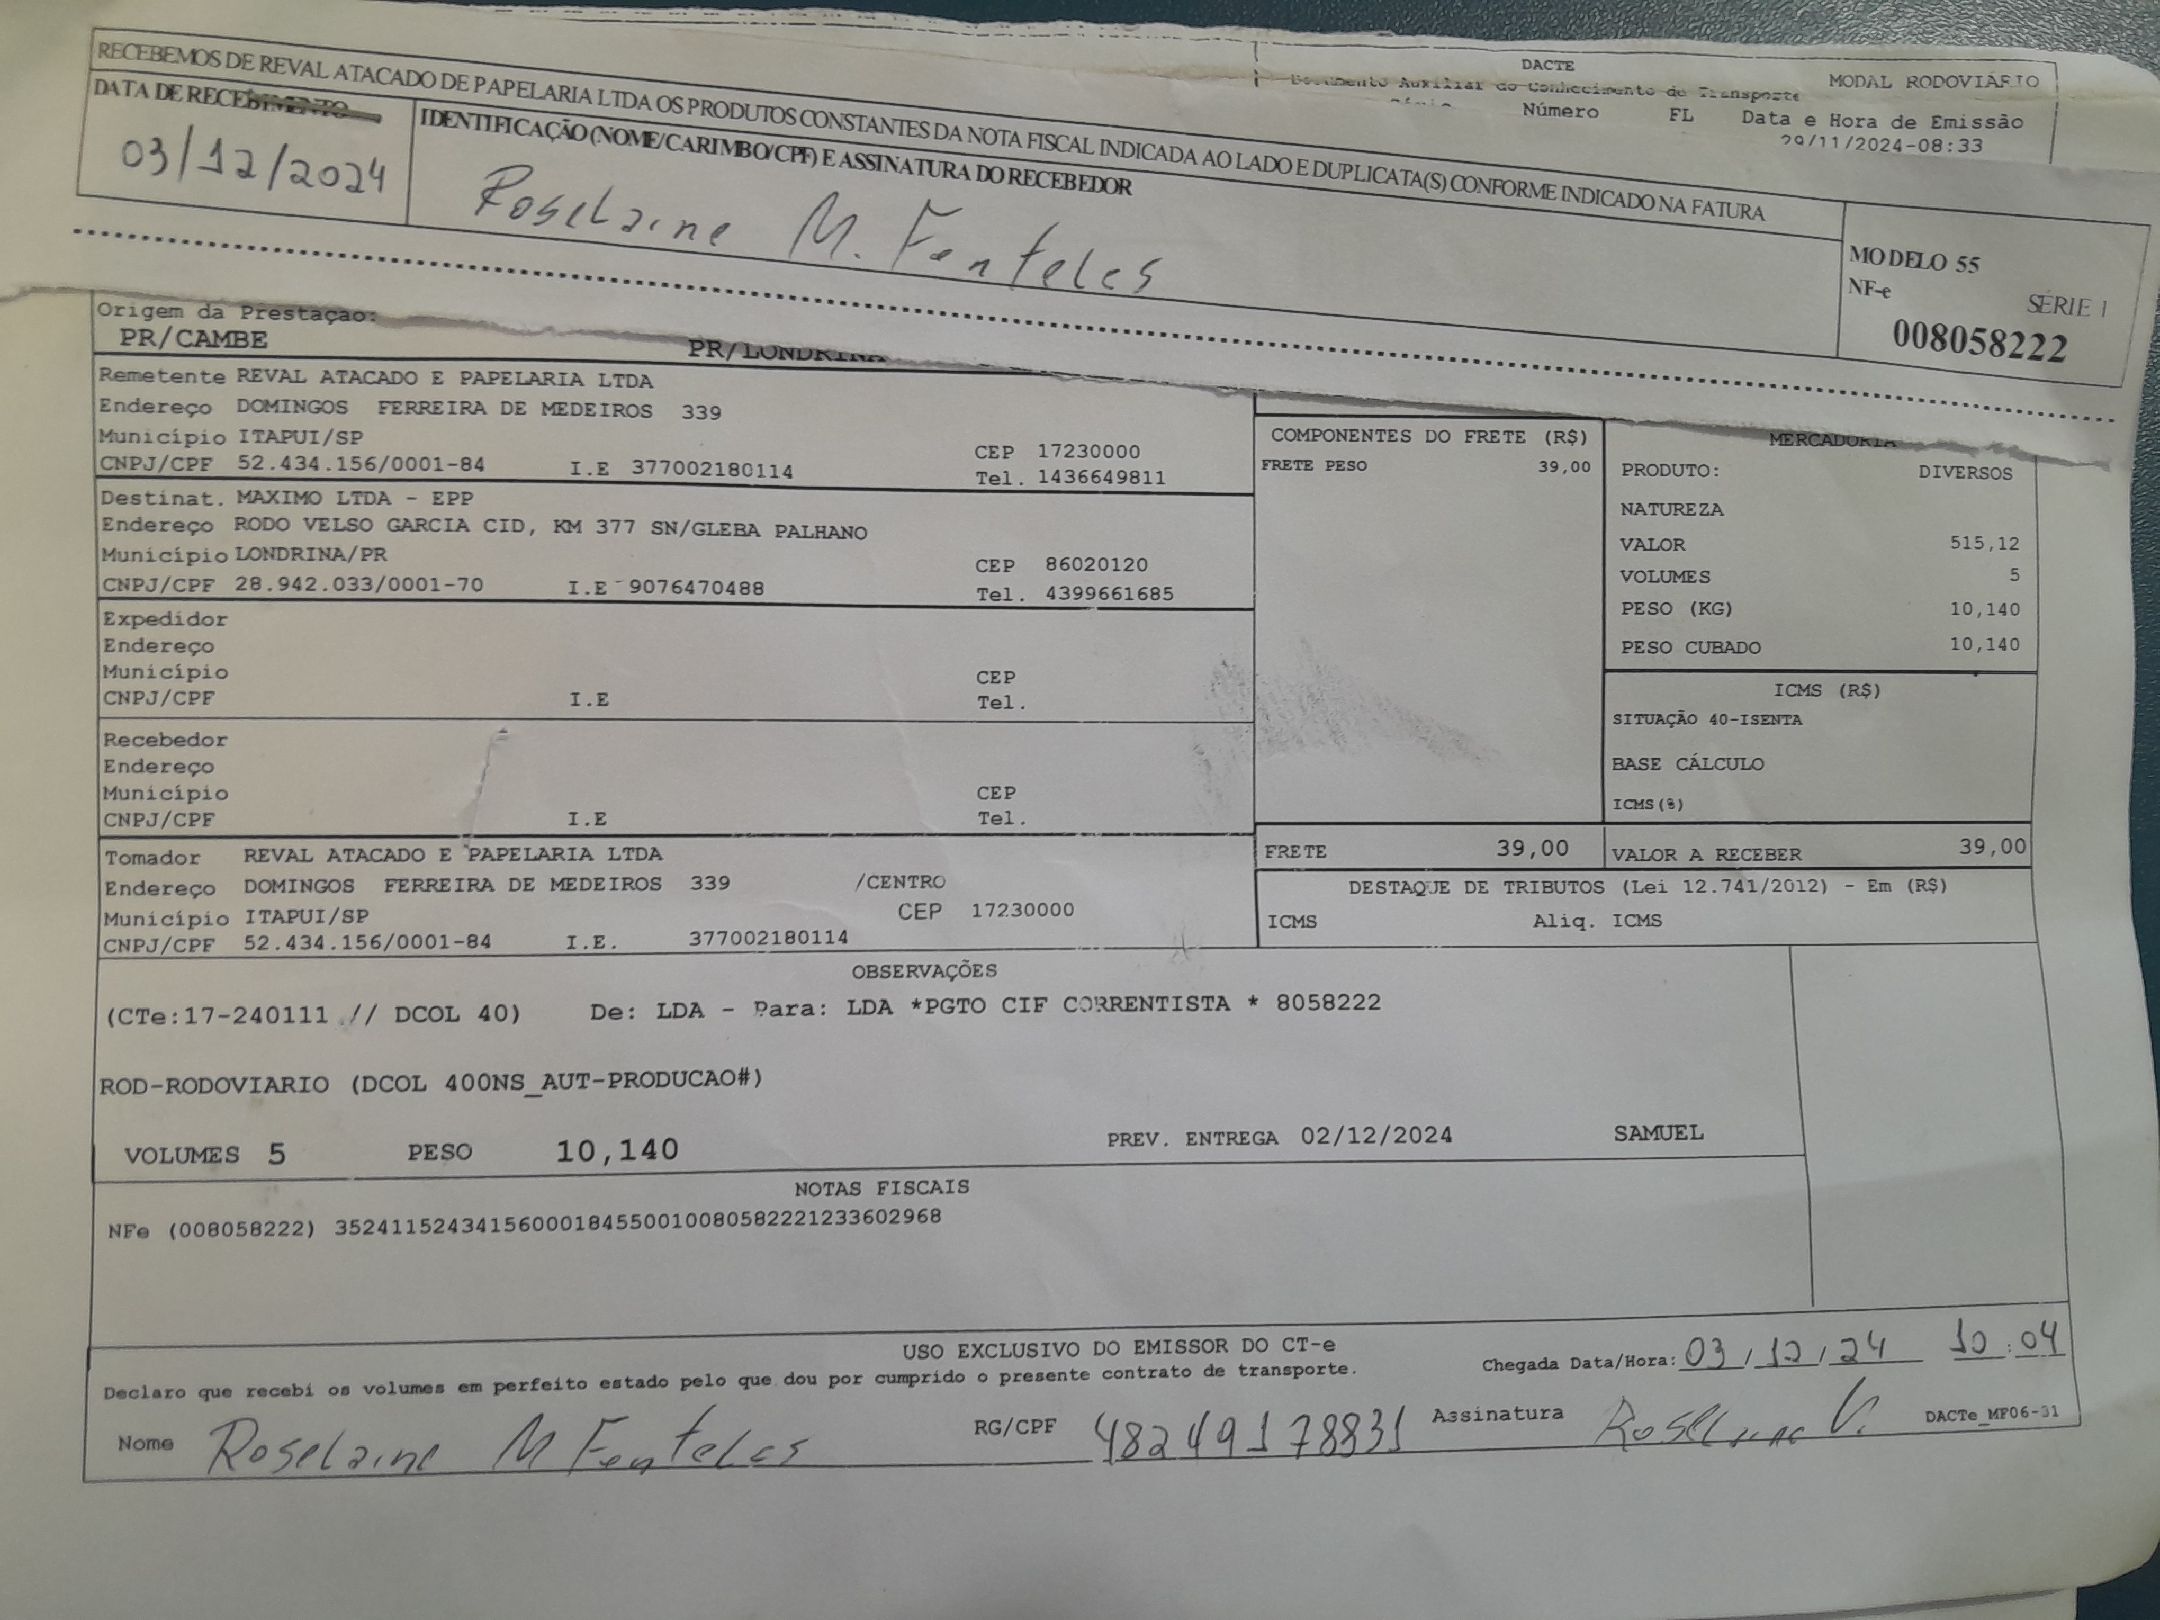 RECEBEMOS DE REVAL ATACADO DE PAPELARIA LTDA OS PRODUTOS CONSTANTES DA NOTA FISCAL INDICADA AO LADO E DUPLICATA(S) CONFORME INDICADO NA FATURA
DATA DE RECEBIMENTO
03/12/2024
IDENTIFICAÇÃO (NOME/CARIMBO/CPF) E ASSINATURA DO RECEBEDOR
Roselaine M. Fenteles
MODELO 55
NF-e SÉRIE 1
008058222
DACTE
Documento Auxiliar do Conhecimento de Transporte
MODAL RODOVIÁRIO
Número FL Data e Hora de Emissão
29/11/2024-08:33
Origem da Prestação:
PR/CAMBE PR/LONDRINA
Remetente REVAL ATACADO E PAPELARIA LTDA
Endereço DOMINGOS FERREIRA DE MEDEIROS 339
Município ITAPUI/SP CEP 17230000
CNPJ/CPF 52.434.156/0001-84 I.E 377002180114 Tel. 1436649811
Destinat. MAXIMO LTDA - EPP
Endereço RODO VELSO GARCIA CID, KM 377 SN/GLEBA PALHANO
Município LONDRINA/PR CEP 86020120
CNPJ/CPF 28.942.033/0001-70 I.E 9076470488 Tel. 4399661685
Expedidor
Endereço
Município CEP
CNPJ/CPF I.E Tel.
Recebedor
Endereço
Município CEP
CNPJ/CPF I.E Tel.
Tomador REVAL ATACADO E PAPELARIA LTDA
Endereço DOMINGOS FERREIRA DE MEDEIROS 339 /CENTRO
Município ITAPUI/SP CEP 17230000
CNPJ/CPF 52.434.156/0001-84 I.E. 377002180114
COMPONENTES DO FRETE (R$)
FRETE PESO 39,00
MERCADORIA
PRODUTO: DIVERSOS
NATUREZA
VALOR 515,12
VOLUMES 5
PESO (KG) 10,140
PESO CUBADO 10,140
ICMS (R$)
SITUAÇÃO 40-ISENTA
BASE CÁLCULO
ICMS(%)
FRETE 39,00 VALOR A RECEBER 39,00
DESTAQUE DE TRIBUTOS (Lei 12.741/2012) - Em (R$)
ICMS Aliq. ICMS
OBSERVAÇÕES
(CTe:17-240111 // DCOL 40) De: LDA - Para: LDA *PGTO CIF CORRENTISTA * 8058222
ROD-RODOVIARIO (DCOL 400NS_AUT-PRODUCAO#)
VOLUMES 5 PESO 10,140 PREV. ENTREGA 02/12/2024 SAMUEL
NOTAS FISCAIS
NFe (008058222) 35241152434156000184550010080582221233602968
USO EXCLUSIVO DO EMISSOR DO CT-e
Declaro que recebi os volumes em perfeito estado pelo que dou por cumprido o presente contrato de transporte.
Chegada Data/Hora: 03/12/24 10:04
Nome Roselaine M Fenteles RG/CPF 48249178831 Assinatura Roselaine
DACTe_MF06-31